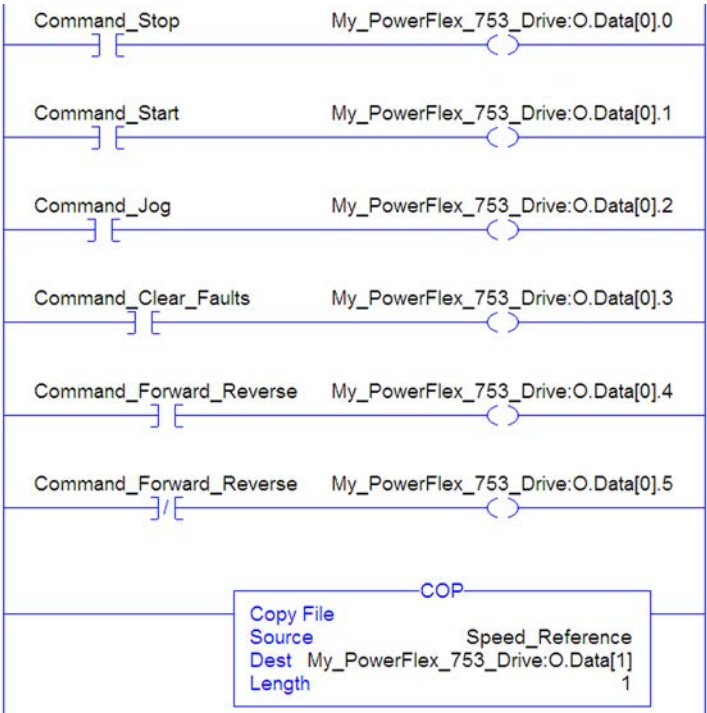 Command_Stop My_PowerFlex_753_Drive:O.Data[0].0
Command_Start My_PowerFlex_753_Drive:O.Data[0].1
Command_Jog My_PowerFlex_753_Drive:O.Data[0].2
Command_Clear_Faults My_PowerFlex_753_Drive:O.Data[0].3
Command_Forward_Reverse My_PowerFlex_753_Drive:O.Data[0].4
Command_Forward_Reverse My_PowerFlex_753_Drive:O.Data[0].5
COP
Copy File
Source Speed_Reference
Dest My_PowerFlex_753_Drive:O.Data[1]
Length 1